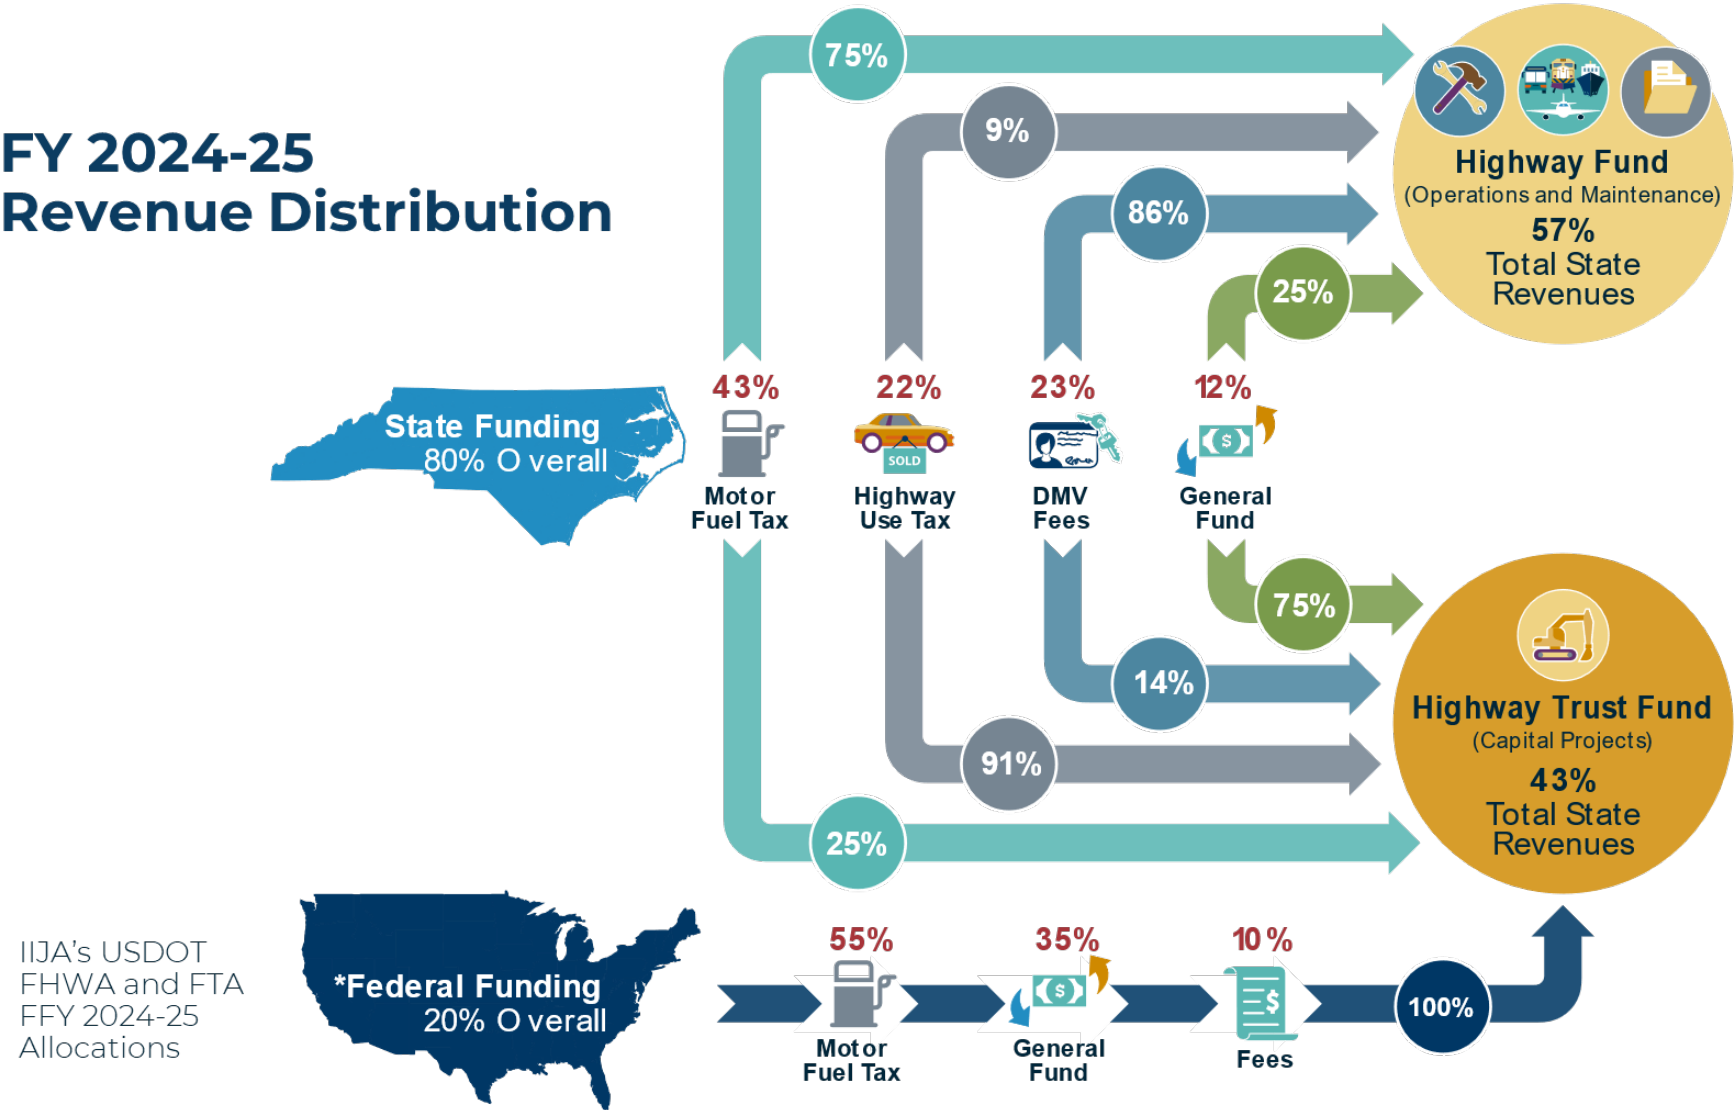 FY 2024-25
Revenue Distribution
75%
9%
86%
25%
Highway Fund
(Operations and Maintenance)
57%
Total State
Revenues
State Funding
80% O verall
43%
Motor
Fuel Tax
22%
SOLD
Highway
Use Tax
23%
DMV
Fees
12%
$
General
Fund
75%
14%
91%
25%
Highway Trust Fund
(Capital Projects)
43%
Total State
Revenues
IIJA's USDOT
FHWA and FTA
FFY 2024-25
Allocations
*Federal Funding
20% O verall
55%
Motor
Fuel Tax
35%
$
General
Fund
10%
$
Fees
100%